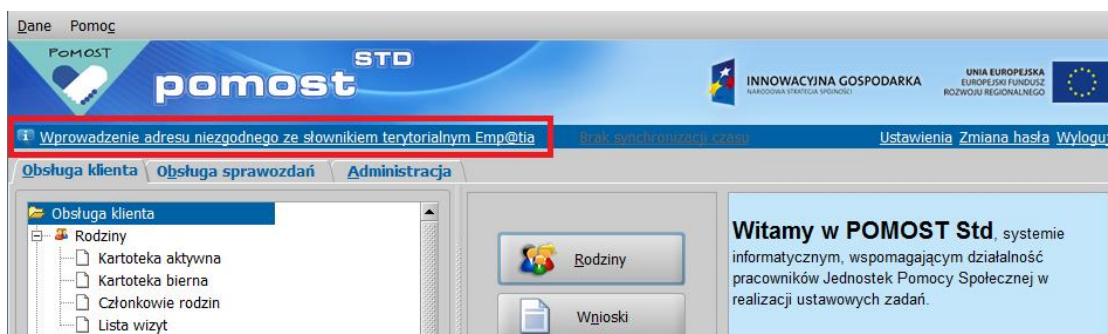 Dane Pomoc
POMOST
pomost STD
INNOWACYJNA GOSPODARKA
NARODOWA STRATEGIA SPÓJNOŚCI
UNIA EUROPEJSKA
EUROPEJSKI FUNDUSZ
ROZWOJU REGIONALNEGO
Wprowadzenie adresu niezgodnego ze słownikiem terytorialnym Emp@tia
Brak synchronizacji czasu
Ustawienia Zmiana hasła Wyloguj
Obsługa klienta Obsługa sprawozdań Administracja
Obsługa klienta
Rodziny
Kartoteka aktywna
Kartoteka bierna
Członkowie rodzin
Lista wizyt
Rodziny
Wnioski
Witamy w POMOST Std, systemie
informatycznym, wspomagającym działalność
pracowników Jednostek Pomocy Społecznej w
realizacji ustawowych zadań.